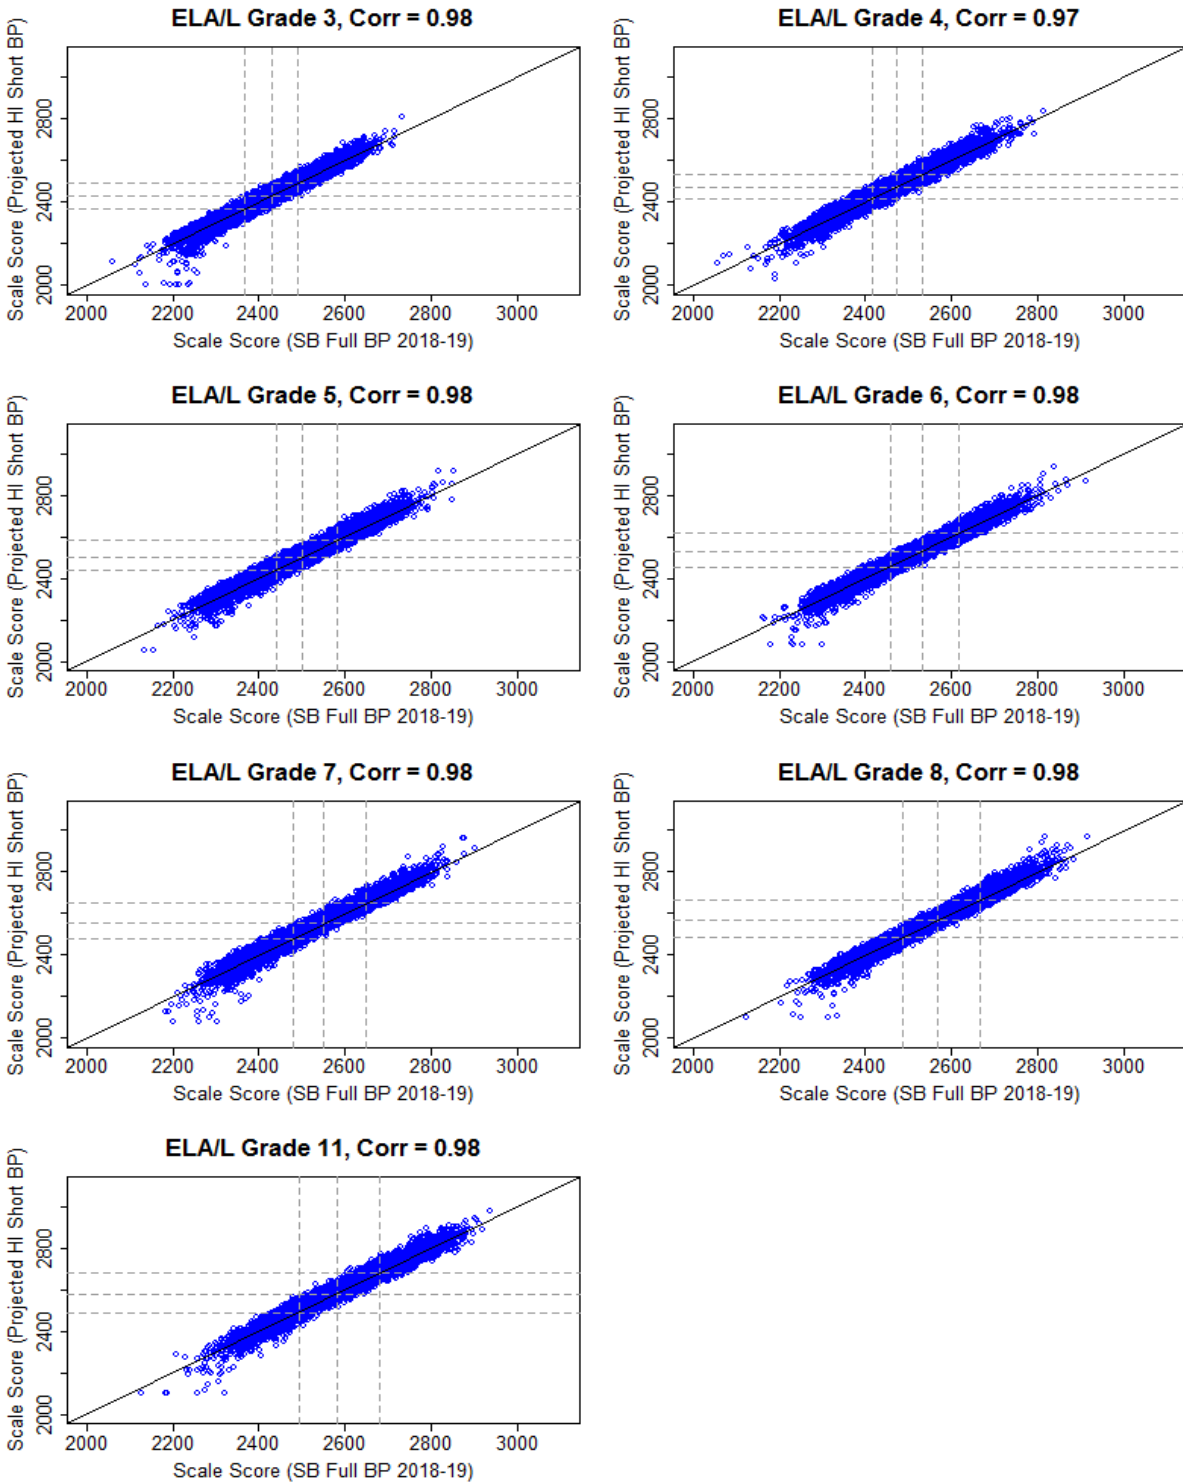 ELA/L Grade 3, Corr = 0.98
Scale Score (Projected HI Short BP)
2000 2400 2800
2000 2200 2400 2600 2800 3000
Scale Score (SB Full BP 2018-19)
ELA/L Grade 4, Corr = 0.97
Scale Score (Projected HI Short BP)
2000 2400 2800
2000 2200 2400 2600 2800 3000
Scale Score (SB Full BP 2018-19)
ELA/L Grade 5, Corr = 0.98
Scale Score (Projected HI Short BP)
2000 2400 2800
2000 2200 2400 2600 2800 3000
Scale Score (SB Full BP 2018-19)
ELA/L Grade 6, Corr = 0.98
Scale Score (Projected HI Short BP)
2000 2400 2800
2000 2200 2400 2600 2800 3000
Scale Score (SB Full BP 2018-19)
ELA/L Grade 7, Corr = 0.98
Scale Score (Projected HI Short BP)
2000 2400 2800
2000 2200 2400 2600 2800 3000
Scale Score (SB Full BP 2018-19)
ELA/L Grade 8, Corr = 0.98
Scale Score (Projected HI Short BP)
2000 2400 2800
2000 2200 2400 2600 2800 3000
Scale Score (SB Full BP 2018-19)
ELA/L Grade 11, Corr = 0.98
Scale Score (Projected HI Short BP)
2000 2400 2800
2000 2200 2400 2600 2800 3000
Scale Score (SB Full BP 2018-19)